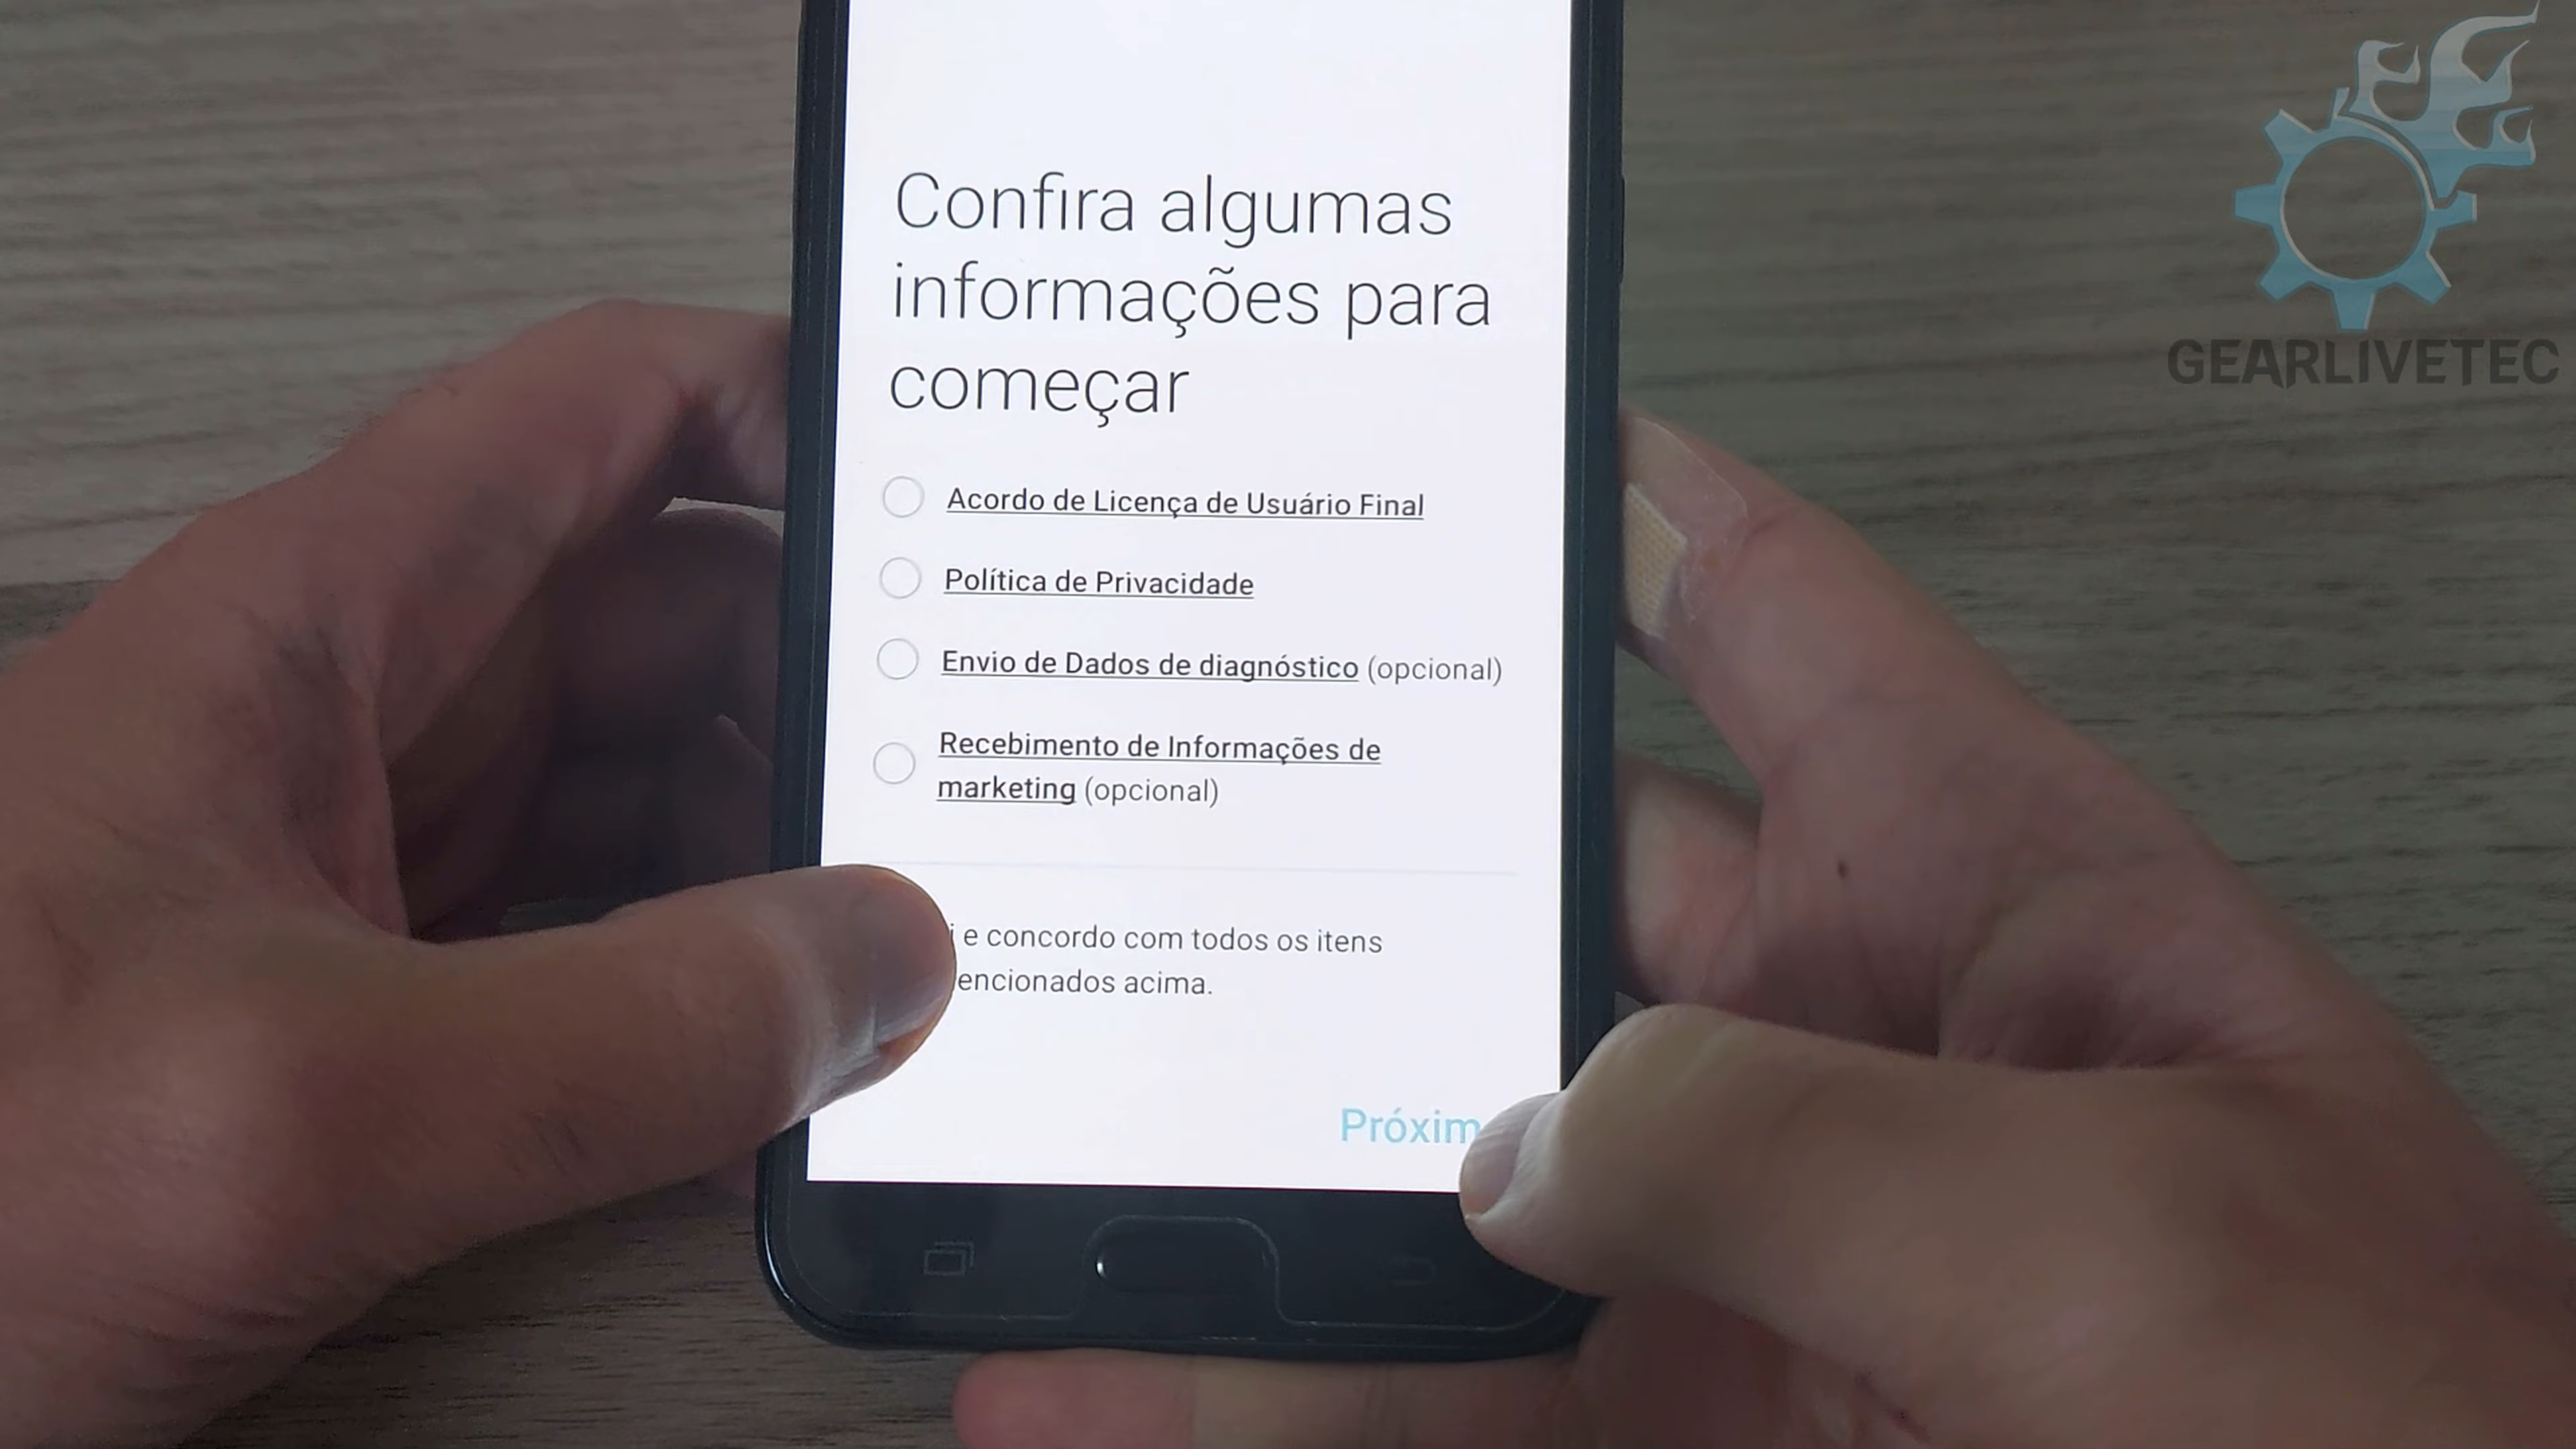 Confira algumas
informações para
começar
Acordo de Licença de Usuário Final
Política de Privacidade
Envio de Dados de diagnóstico (opcional)
Recebimento de Informações de
marketing (opcional)
e concordo com todos os itens
encionados acima.
Próxim
GEARLIVETEC